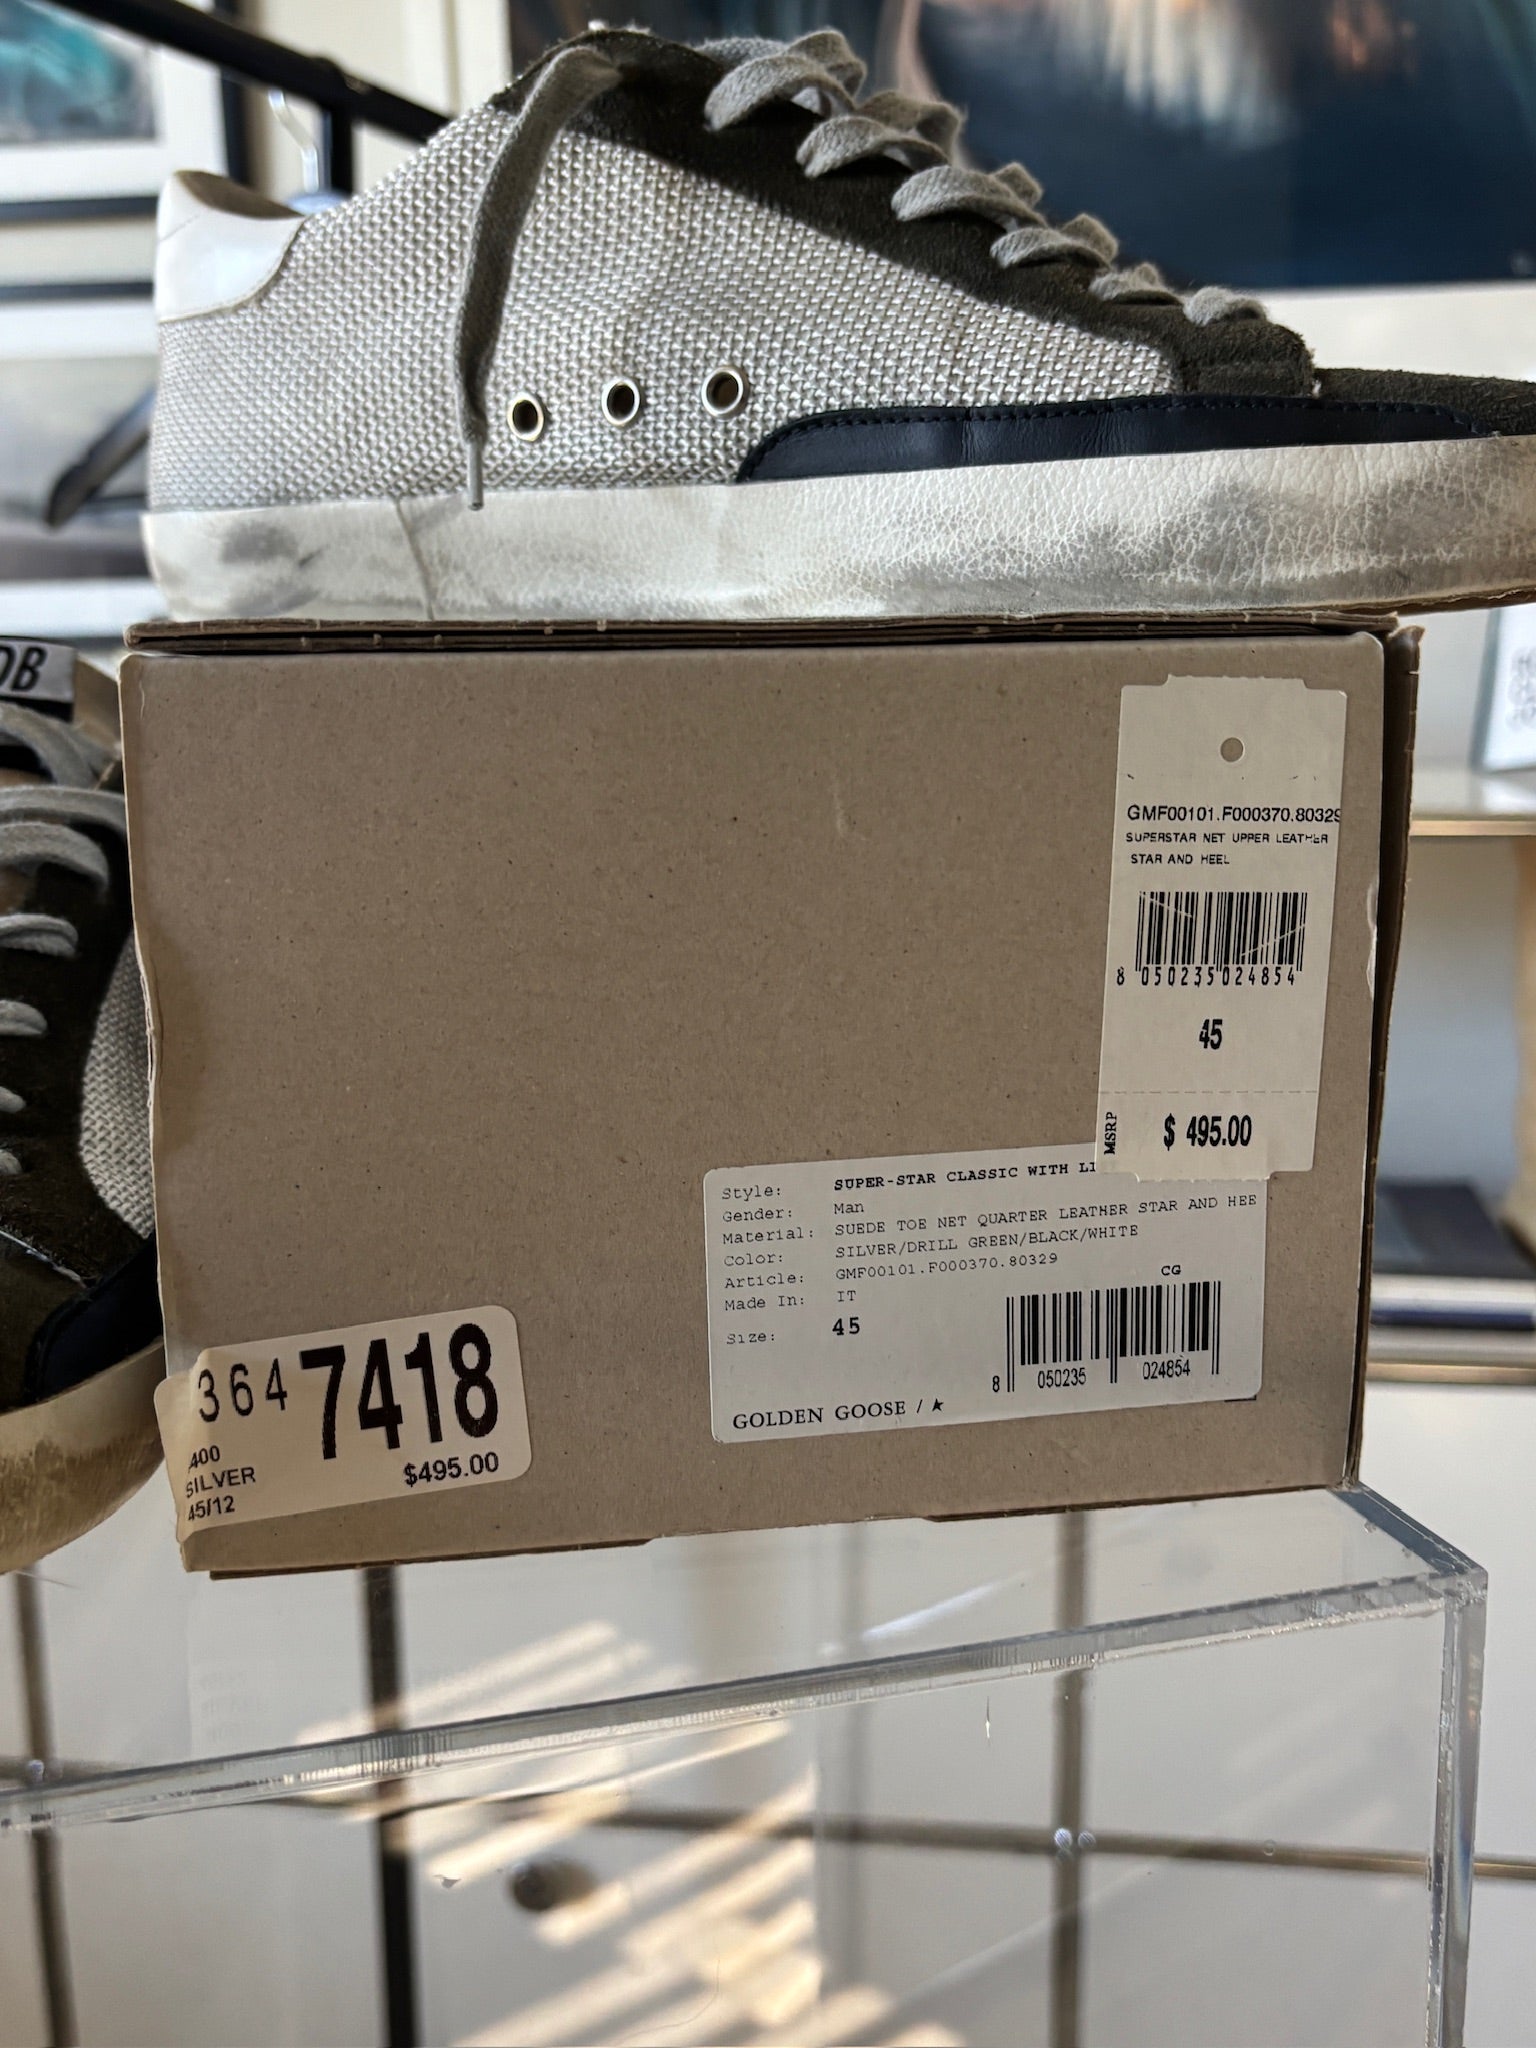 DB
GMF00101.F000370.80329
SUPERSTAR NET UPPER LEATHER
STAR AND HEEL
8 050235 024854
45
MSRP $ 495.00
Style: SUPER-STAR CLASSIC WITH LI
Gender: Man
Material: SUEDE TOE NET QUARTER LEATHER STAR AND HEE
Color: SILVER/DRILL GREEN/BLACK/WHITE
Article: GMF00101.F000370.80329
CG
Made In: IT
Size: 45
8 050235 024854
GOLDEN GOOSE / ★
364 7418
400
SILVER $495.00
45/12